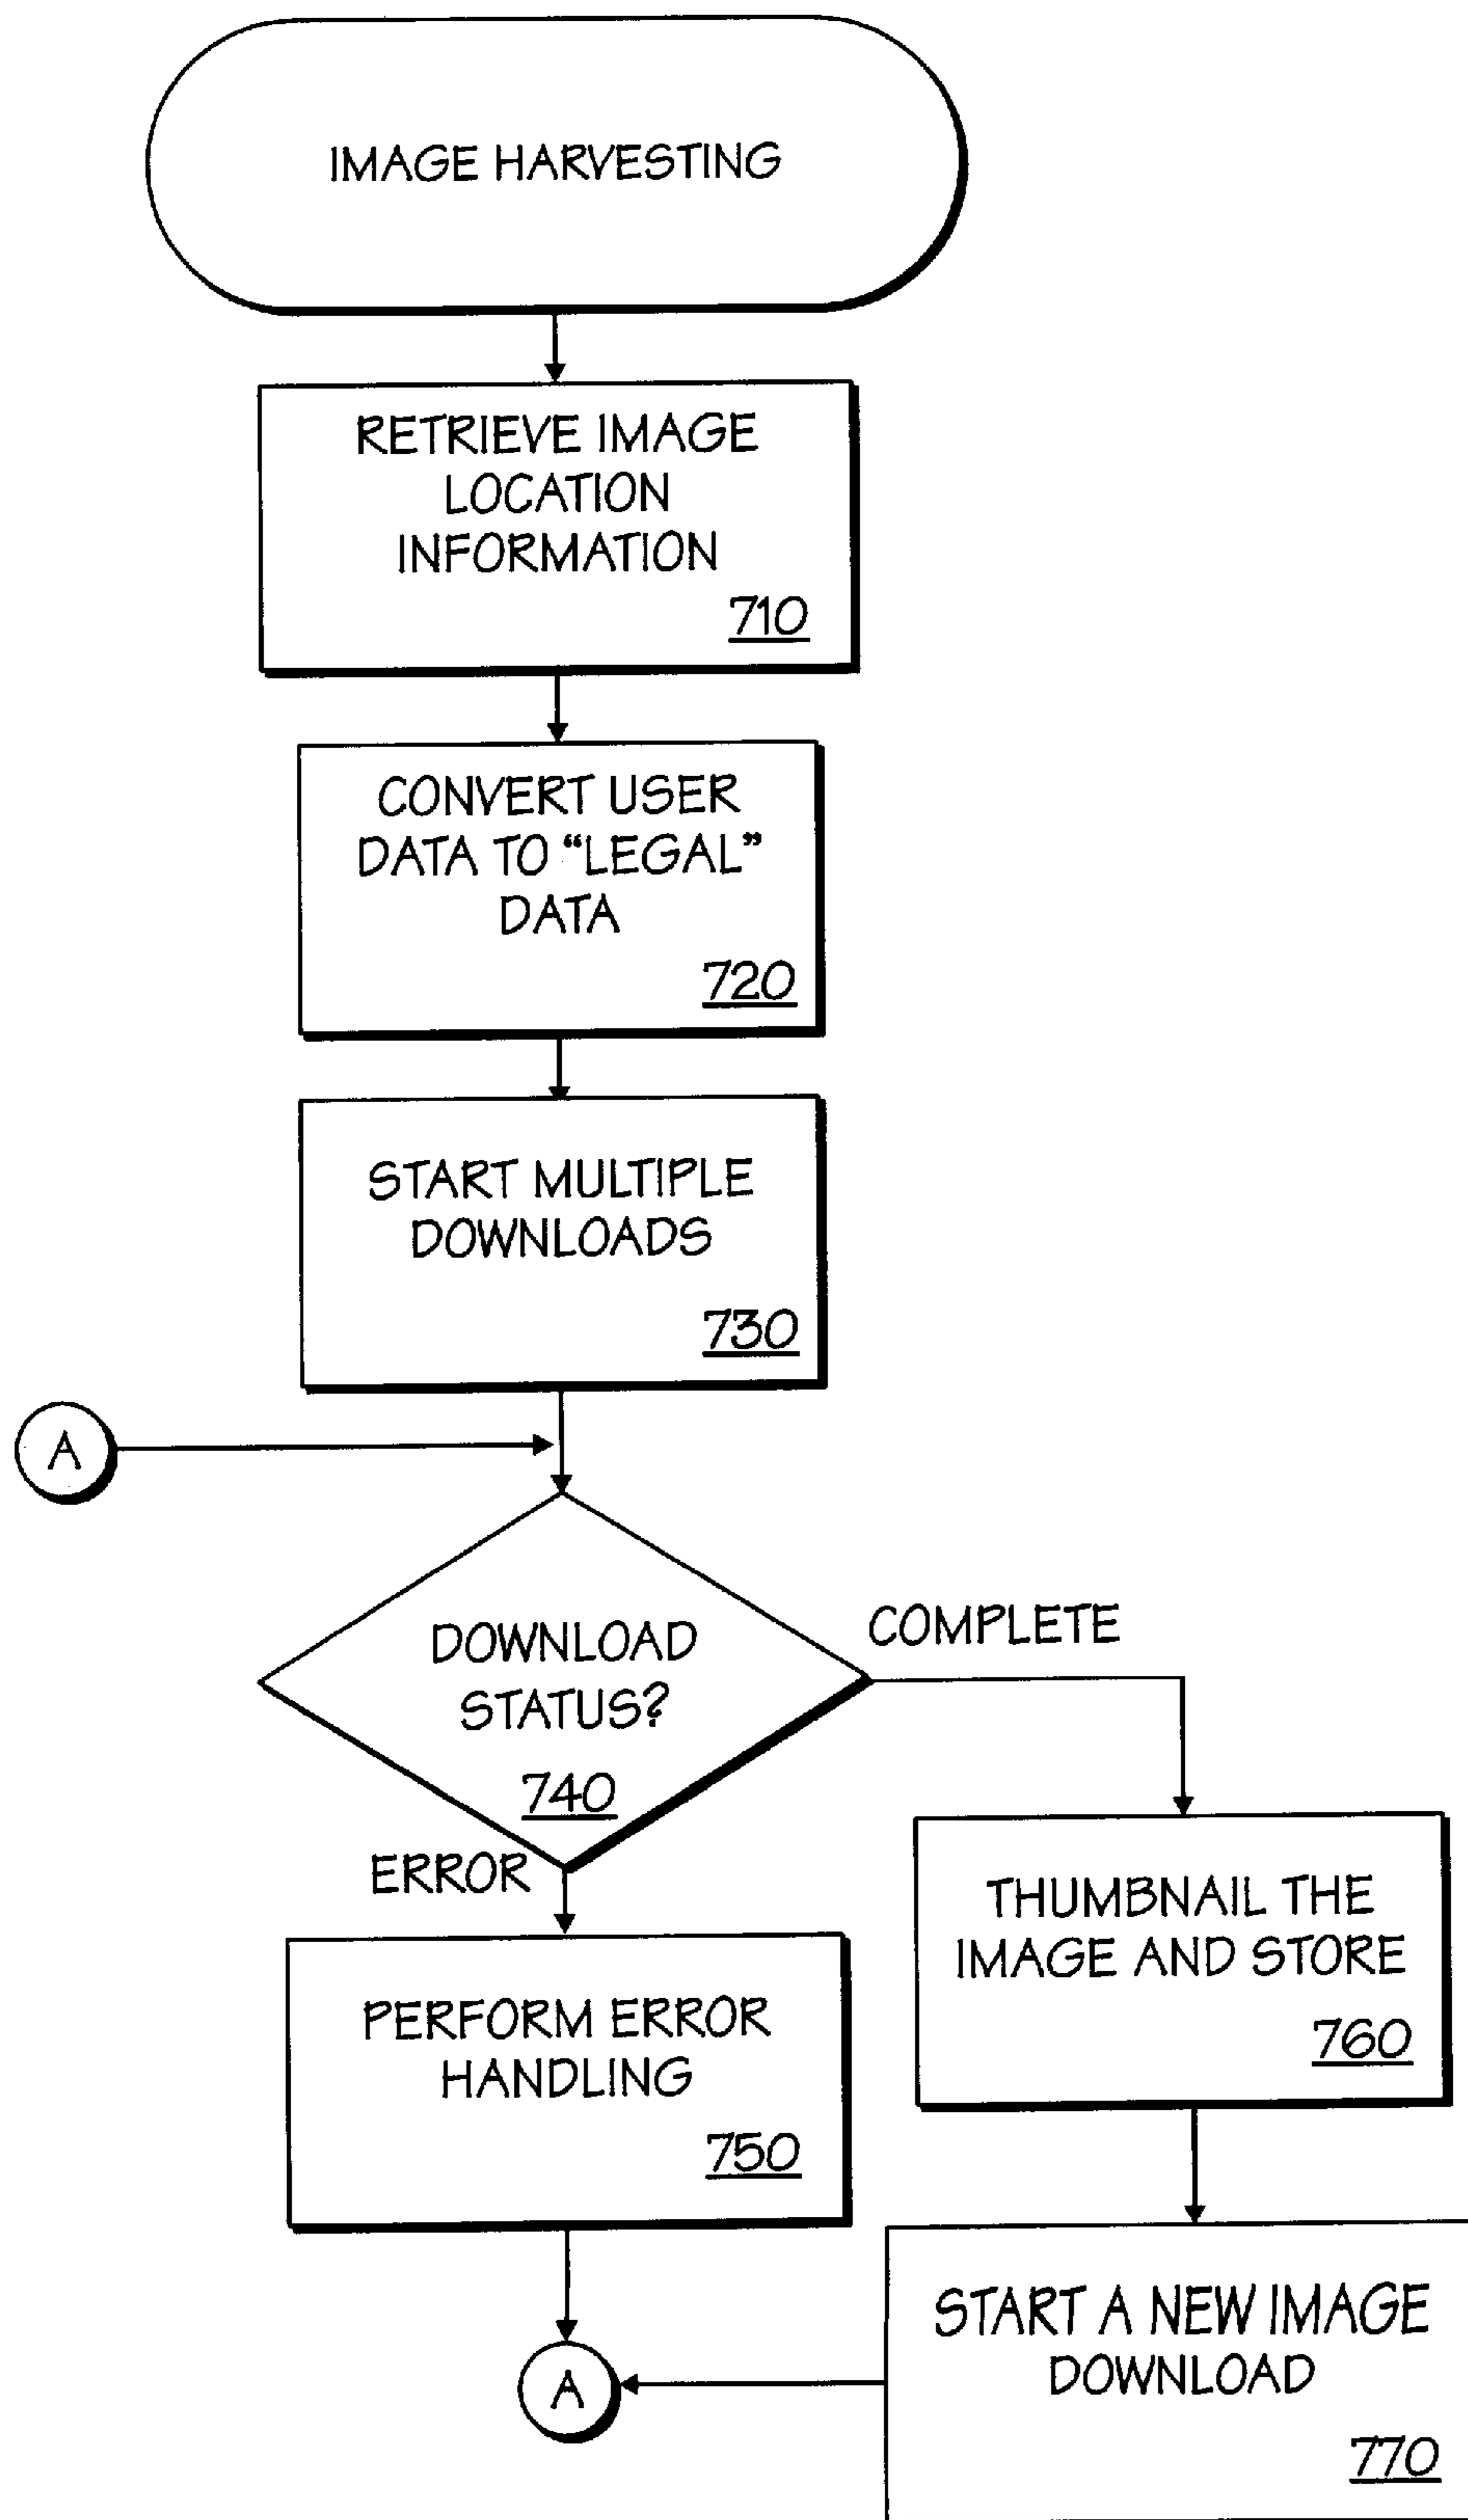 IMAGE HARVESTING
RETRIEVE IMAGE
LOCATION
INFORMATION
710
CONVERT USER
DATA TO “LEGAL”
DATA
720
START MULTIPLE
DOWNLOADS
730
A
DOWNLOAD
STATUS?
740
COMPLETE
ERROR
THUMBNAIL THE
IMAGE AND STORE
760
PERFORM ERROR
HANDLING
750
START A NEW IMAGE
DOWNLOAD
770
A